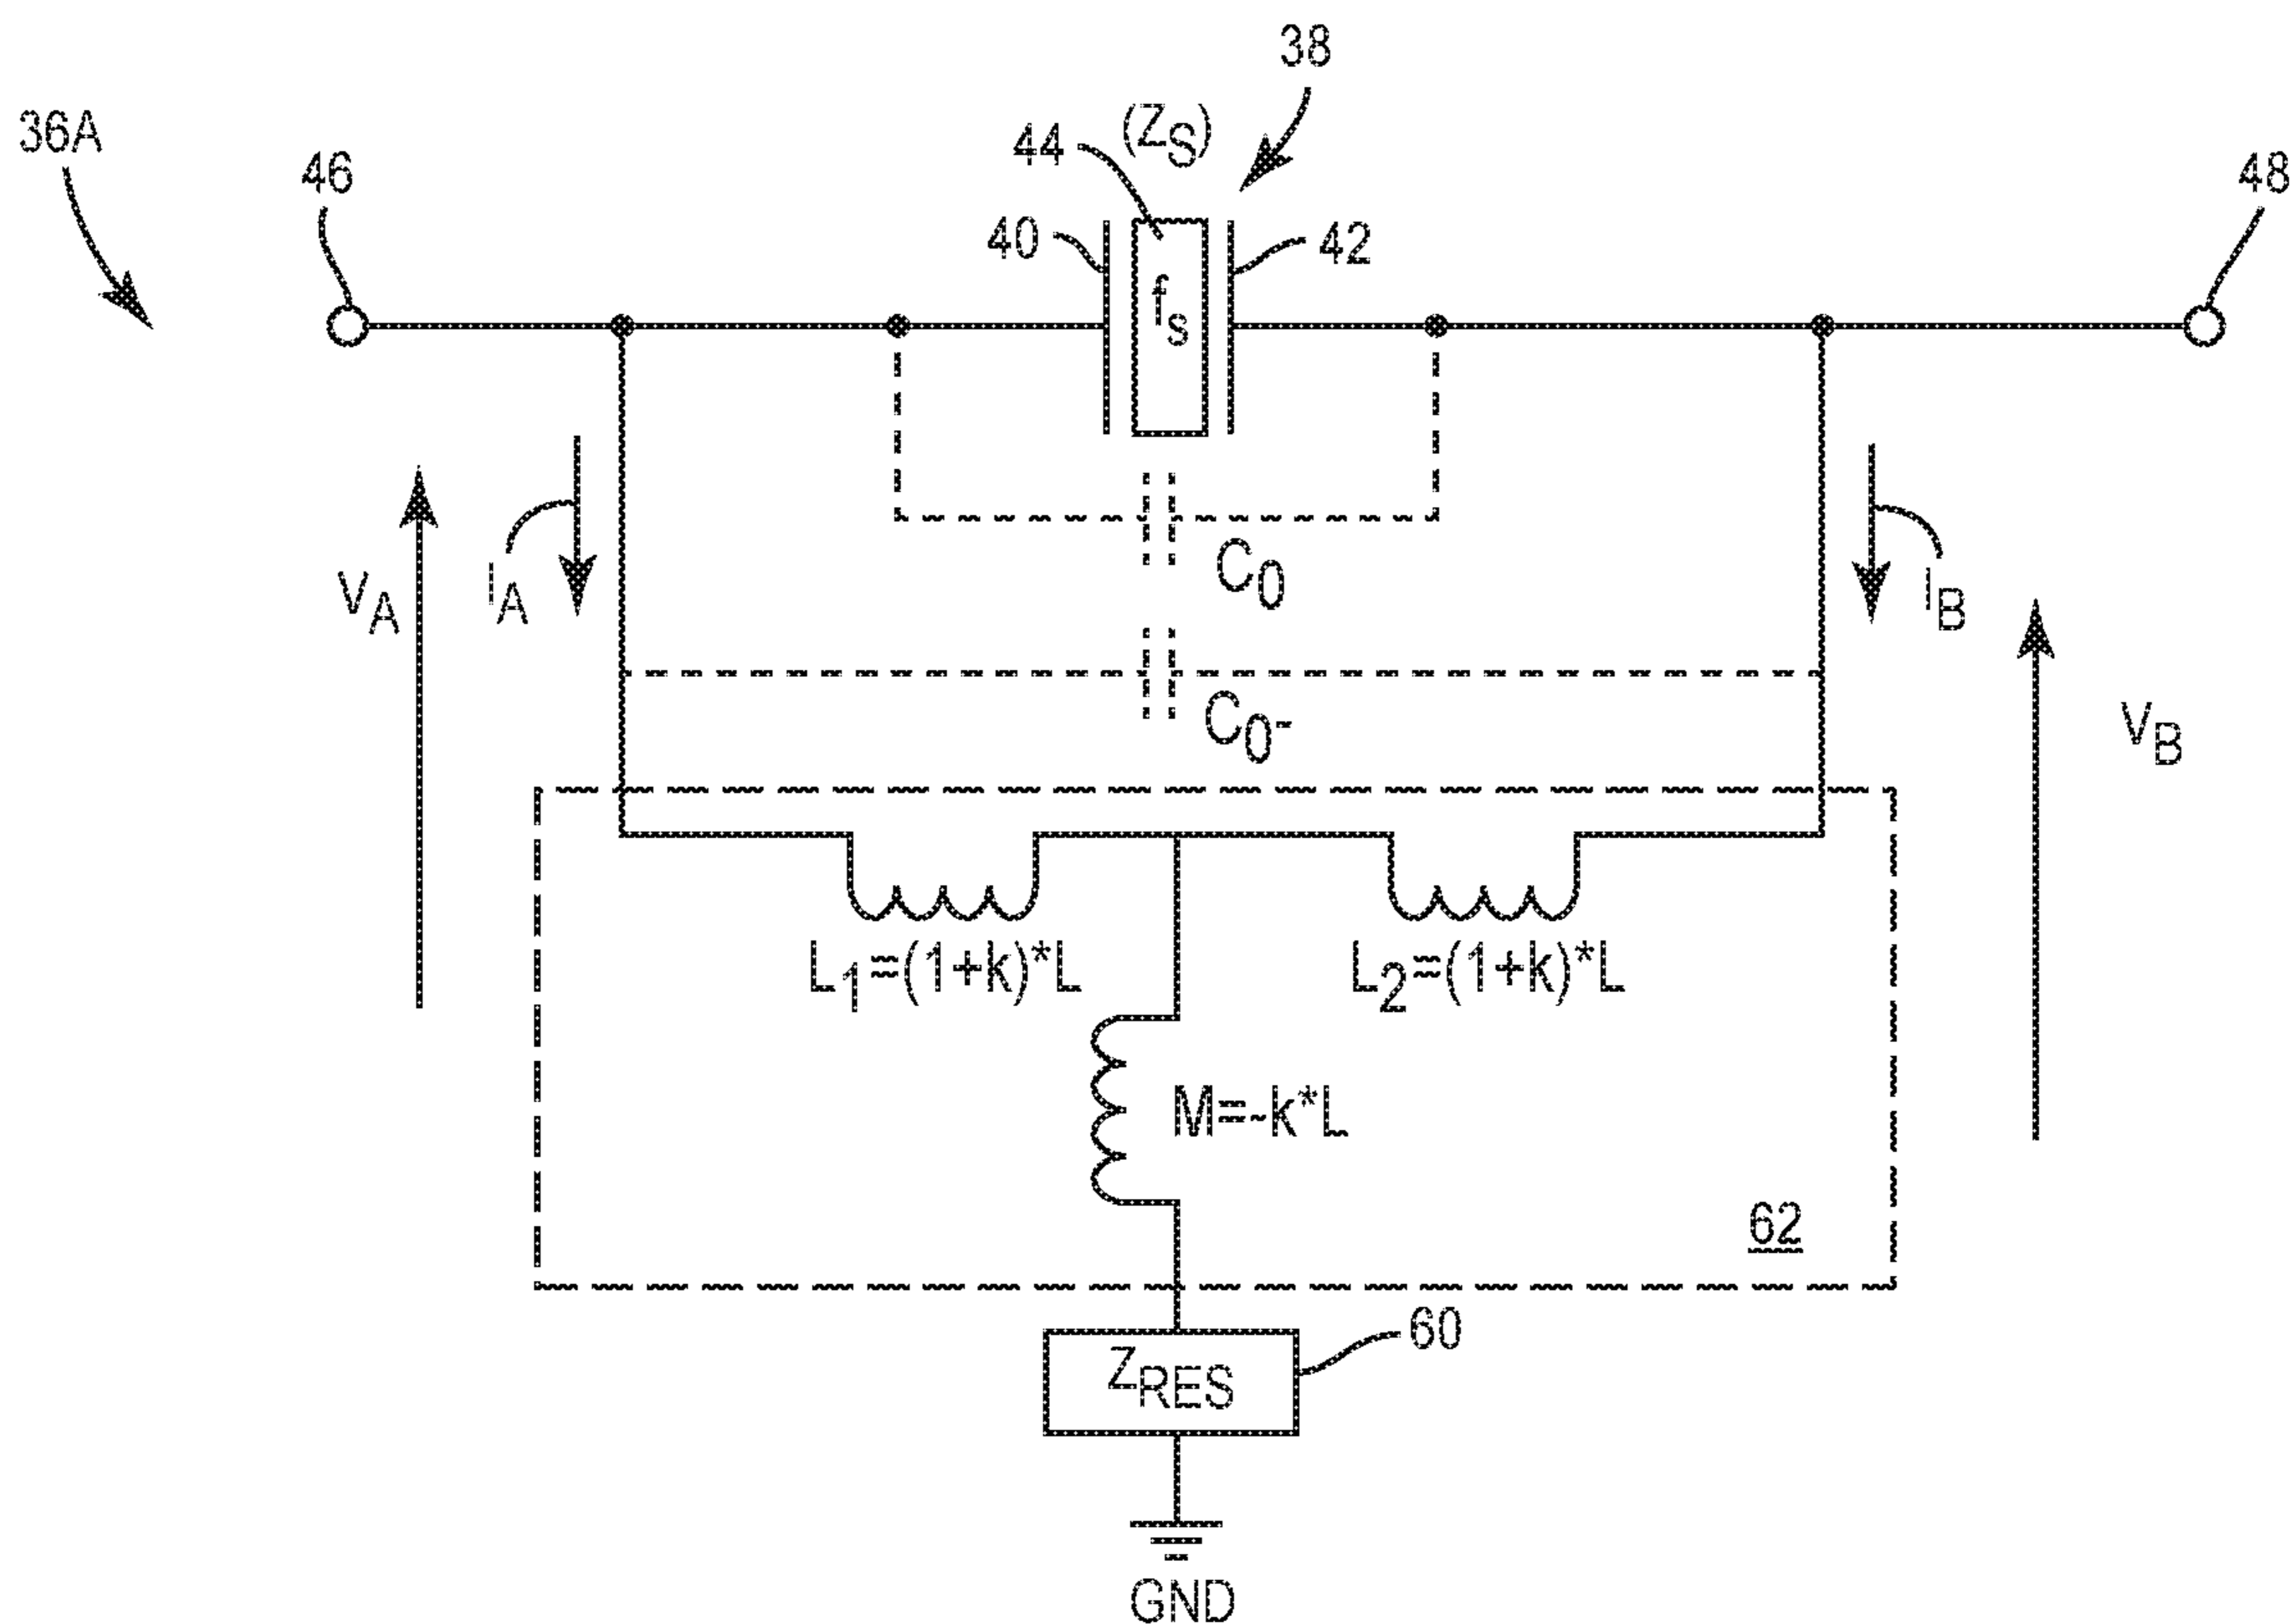 38
36A
44
(ZS)
46
48
40
42
fs
VA
IA
C0
IB
C0-
VB
L1=(1+k)*L
L2=(1+k)*L
M=-k*L
62
60
ZRES
GND